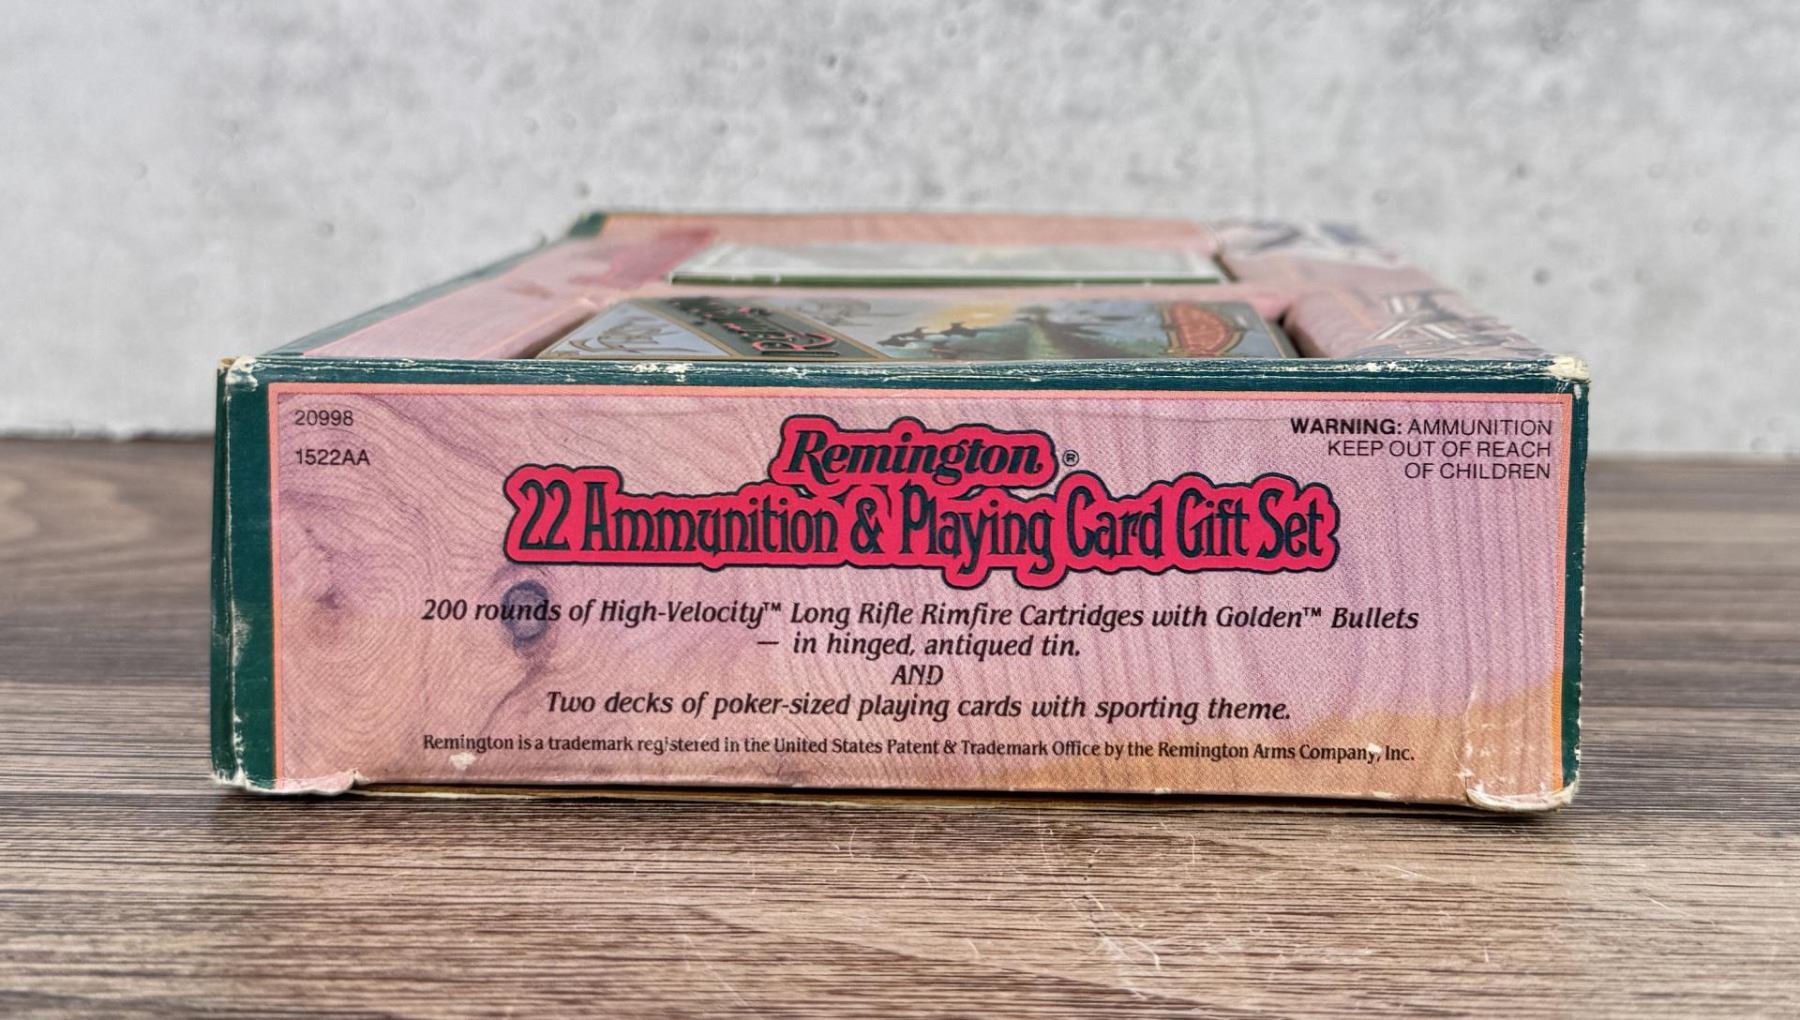 20998
1522AA
Remington®
22 Ammunition & Playing Card Gift Set
WARNING: AMMUNITION
KEEP OUT OF REACH
OF CHILDREN
200 rounds of High-Velocity™ Long Rifle Rimfire Cartridges with Golden™ Bullets
— in hinged, antiqued tin.
AND
Two decks of poker-sized playing cards with sporting theme.
Remington is a trademark registered in the United States Patent & Trademark Office by the Remington Arms Company, Inc.